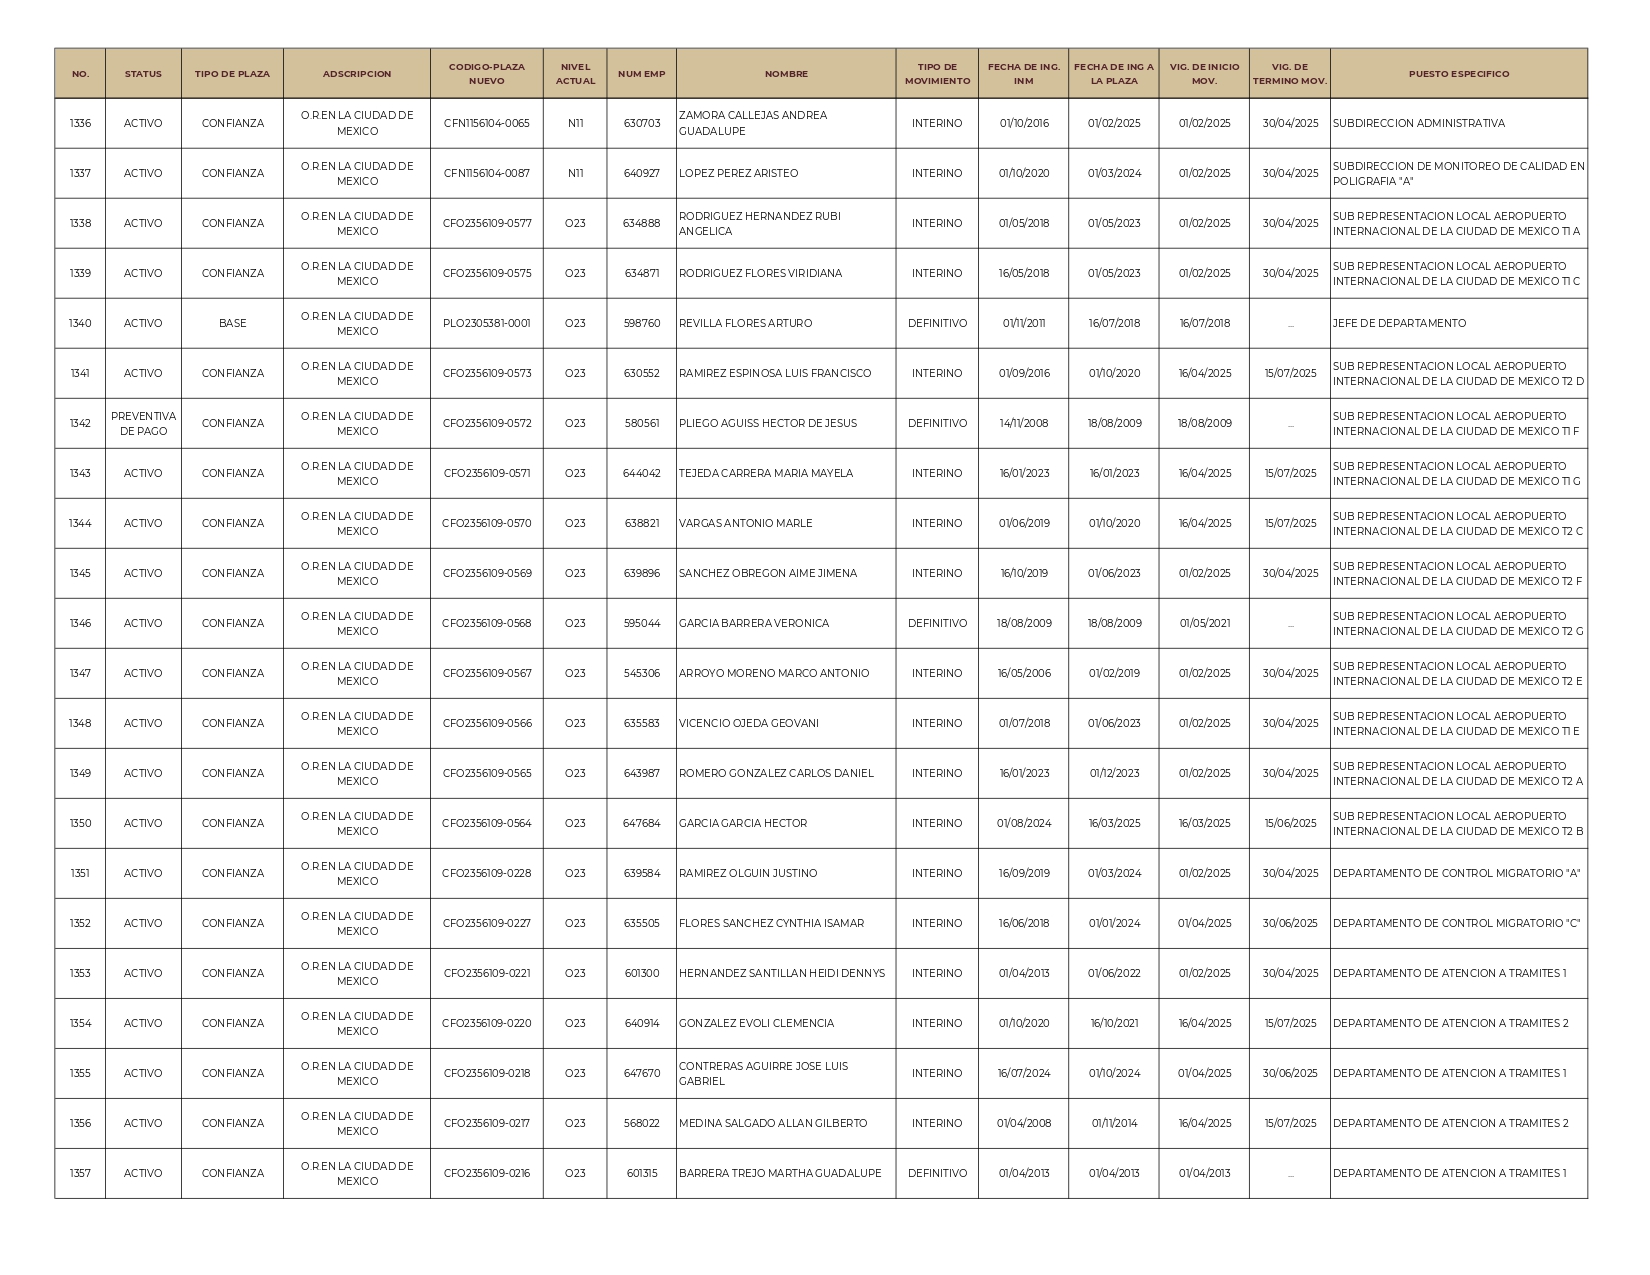 NO. STATUS TIPO DE PLAZA ADSCRIPCION CODIGO-PLAZA NUEVO NIVEL ACTUAL NUM EMP NOMBRE TIPO DE MOVIMIENTO FECHA DE ING. INM FECHA DE ING A LA PLAZA VIG. DE INICIO MOV. VIG. DE TERMINO MOV. PUESTO ESPECIFICO
1336 ACTIVO CONFIANZA O.R.EN LA CIUDAD DE MEXICO CFN1156104-0065 N11 630703 ZAMORA CALLEJAS ANDREA GUADALUPE INTERINO 01/10/2016 01/02/2025 01/02/2025 30/04/2025 SUBDIRECCION ADMINISTRATIVA
1337 ACTIVO CONFIANZA O.R.EN LA CIUDAD DE MEXICO CFN1156104-0087 N11 640927 LOPEZ PEREZ ARISTEO INTERINO 01/10/2020 01/03/2024 01/02/2025 30/04/2025 SUBDIRECCION DE MONITOREO DE CALIDAD EN POLIGRAFIA "A"
1338 ACTIVO CONFIANZA O.R.EN LA CIUDAD DE MEXICO CFO2356109-0577 O23 634888 RODRIGUEZ HERNANDEZ RUBI ANGELICA INTERINO 01/05/2018 01/05/2023 01/02/2025 30/04/2025 SUB REPRESENTACION LOCAL AEROPUERTO INTERNACIONAL DE LA CIUDAD DE MEXICO T1 A
1339 ACTIVO CONFIANZA O.R.EN LA CIUDAD DE MEXICO CFO2356109-0575 O23 634871 RODRIGUEZ FLORES VIRIDIANA INTERINO 16/05/2018 01/05/2023 01/02/2025 30/04/2025 SUB REPRESENTACION LOCAL AEROPUERTO INTERNACIONAL DE LA CIUDAD DE MEXICO T1 C
1340 ACTIVO BASE O.R.EN LA CIUDAD DE MEXICO PLO2305381-0001 O23 598760 REVILLA FLORES ARTURO DEFINITIVO 01/11/2011 16/07/2018 16/07/2018 ... JEFE DE DEPARTAMENTO
1341 ACTIVO CONFIANZA O.R.EN LA CIUDAD DE MEXICO CFO2356109-0573 O23 630552 RAMIREZ ESPINOSA LUIS FRANCISCO INTERINO 01/09/2016 01/10/2020 16/04/2025 15/07/2025 SUB REPRESENTACION LOCAL AEROPUERTO INTERNACIONAL DE LA CIUDAD DE MEXICO T2 D
1342 PREVENTIVA DE PAGO CONFIANZA O.R.EN LA CIUDAD DE MEXICO CFO2356109-0572 O23 580561 PLIEGO AGUISS HECTOR DE JESUS DEFINITIVO 14/11/2008 18/08/2009 18/08/2009 ... SUB REPRESENTACION LOCAL AEROPUERTO INTERNACIONAL DE LA CIUDAD DE MEXICO T1 F
1343 ACTIVO CONFIANZA O.R.EN LA CIUDAD DE MEXICO CFO2356109-0571 O23 644042 TEJEDA CARRERA MARIA MAYELA INTERINO 16/01/2023 16/01/2023 16/04/2025 15/07/2025 SUB REPRESENTACION LOCAL AEROPUERTO INTERNACIONAL DE LA CIUDAD DE MEXICO T1 G
1344 ACTIVO CONFIANZA O.R.EN LA CIUDAD DE MEXICO CFO2356109-0570 O23 638821 VARGAS ANTONIO MARLE INTERINO 01/06/2019 01/10/2020 16/04/2025 15/07/2025 SUB REPRESENTACION LOCAL AEROPUERTO INTERNACIONAL DE LA CIUDAD DE MEXICO T2 C
1345 ACTIVO CONFIANZA O.R.EN LA CIUDAD DE MEXICO CFO2356109-0569 O23 639896 SANCHEZ OBREGON AIME JIMENA INTERINO 16/10/2019 01/06/2023 01/02/2025 30/04/2025 SUB REPRESENTACION LOCAL AEROPUERTO INTERNACIONAL DE LA CIUDAD DE MEXICO T2 F
1346 ACTIVO CONFIANZA O.R.EN LA CIUDAD DE MEXICO CFO2356109-0568 O23 595044 GARCIA BARRERA VERONICA DEFINITIVO 18/08/2009 18/08/2009 01/05/2021 ... SUB REPRESENTACION LOCAL AEROPUERTO INTERNACIONAL DE LA CIUDAD DE MEXICO T2 G
1347 ACTIVO CONFIANZA O.R.EN LA CIUDAD DE MEXICO CFO2356109-0567 O23 545306 ARROYO MORENO MARCO ANTONIO INTERINO 16/05/2006 01/02/2019 01/02/2025 30/04/2025 SUB REPRESENTACION LOCAL AEROPUERTO INTERNACIONAL DE LA CIUDAD DE MEXICO T2 E
1348 ACTIVO CONFIANZA O.R.EN LA CIUDAD DE MEXICO CFO2356109-0566 O23 635583 VICENCIO OJEDA GEOVANI INTERINO 01/07/2018 01/06/2023 01/02/2025 30/04/2025 SUB REPRESENTACION LOCAL AEROPUERTO INTERNACIONAL DE LA CIUDAD DE MEXICO T1 E
1349 ACTIVO CONFIANZA O.R.EN LA CIUDAD DE MEXICO CFO2356109-0565 O23 643987 ROMERO GONZALEZ CARLOS DANIEL INTERINO 16/01/2023 01/12/2023 01/02/2025 30/04/2025 SUB REPRESENTACION LOCAL AEROPUERTO INTERNACIONAL DE LA CIUDAD DE MEXICO T2 A
1350 ACTIVO CONFIANZA O.R.EN LA CIUDAD DE MEXICO CFO2356109-0564 O23 647684 GARCIA GARCIA HECTOR INTERINO 01/08/2024 16/03/2025 16/03/2025 15/06/2025 SUB REPRESENTACION LOCAL AEROPUERTO INTERNACIONAL DE LA CIUDAD DE MEXICO T2 B
1351 ACTIVO CONFIANZA O.R.EN LA CIUDAD DE MEXICO CFO2356109-0228 O23 639584 RAMIREZ OLGUIN JUSTINO INTERINO 16/09/2019 01/03/2024 01/02/2025 30/04/2025 DEPARTAMENTO DE CONTROL MIGRATORIO "A"
1352 ACTIVO CONFIANZA O.R.EN LA CIUDAD DE MEXICO CFO2356109-0227 O23 635505 FLORES SANCHEZ CYNTHIA ISAMAR INTERINO 16/06/2018 01/01/2024 01/04/2025 30/06/2025 DEPARTAMENTO DE CONTROL MIGRATORIO "C"
1353 ACTIVO CONFIANZA O.R.EN LA CIUDAD DE MEXICO CFO2356109-0221 O23 601300 HERNANDEZ SANTILLAN HEIDI DENNYS INTERINO 01/04/2013 01/06/2022 01/02/2025 30/04/2025 DEPARTAMENTO DE ATENCION A TRAMITES 1
1354 ACTIVO CONFIANZA O.R.EN LA CIUDAD DE MEXICO CFO2356109-0220 O23 640914 GONZALEZ EVOLI CLEMENCIA INTERINO 01/10/2020 16/10/2021 16/04/2025 15/07/2025 DEPARTAMENTO DE ATENCION A TRAMITES 2
1355 ACTIVO CONFIANZA O.R.EN LA CIUDAD DE MEXICO CFO2356109-0218 O23 647670 CONTRERAS AGUIRRE JOSE LUIS GABRIEL INTERINO 16/07/2024 01/10/2024 01/04/2025 30/06/2025 DEPARTAMENTO DE ATENCION A TRAMITES 1
1356 ACTIVO CONFIANZA O.R.EN LA CIUDAD DE MEXICO CFO2356109-0217 O23 568022 MEDINA SALGADO ALLAN GILBERTO INTERINO 01/04/2008 01/11/2014 16/04/2025 15/07/2025 DEPARTAMENTO DE ATENCION A TRAMITES 2
1357 ACTIVO CONFIANZA O.R.EN LA CIUDAD DE MEXICO CFO2356109-0216 O23 601315 BARRERA TREJO MARTHA GUADALUPE DEFINITIVO 01/04/2013 01/04/2013 01/04/2013 ... DEPARTAMENTO DE ATENCION A TRAMITES 1